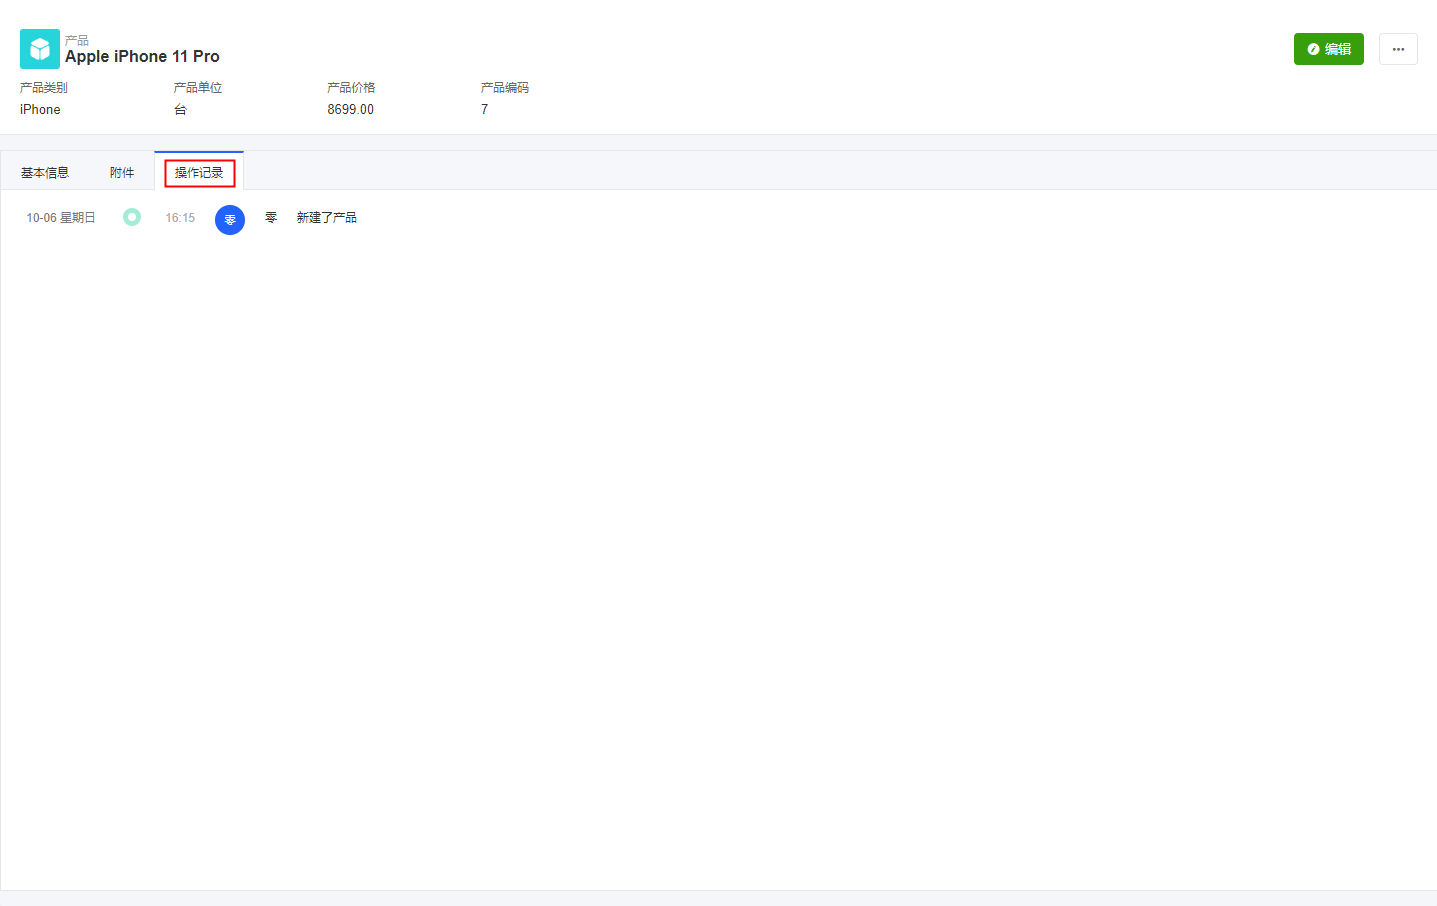 产品
Apple iPhone 11 Pro
编辑
产品类别 产品单位 产品价格 产品编码
iPhone 台 8699.00 7
基本信息 附件 操作记录
10-06 星期日 16:15 零 零 新建了产品